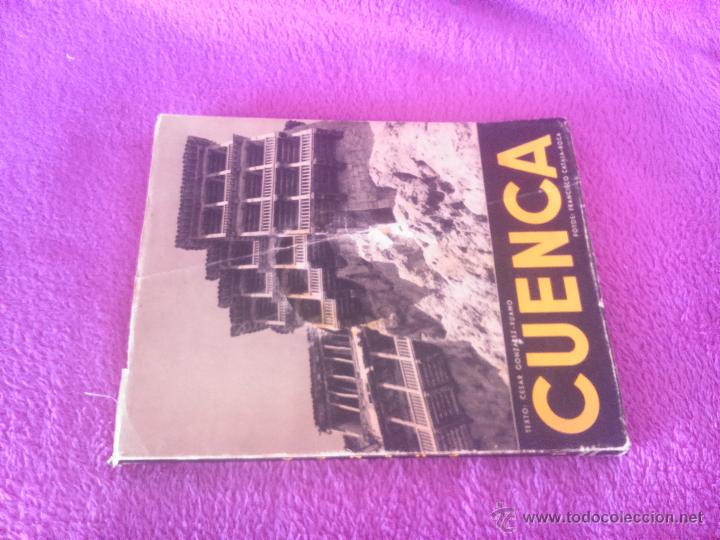 TEXTO: CESAR GONZALEZ-RUANO
CUENCA
FOTOS: FRANCISCO CATALA-ROCA
© www.todocoleccion.net